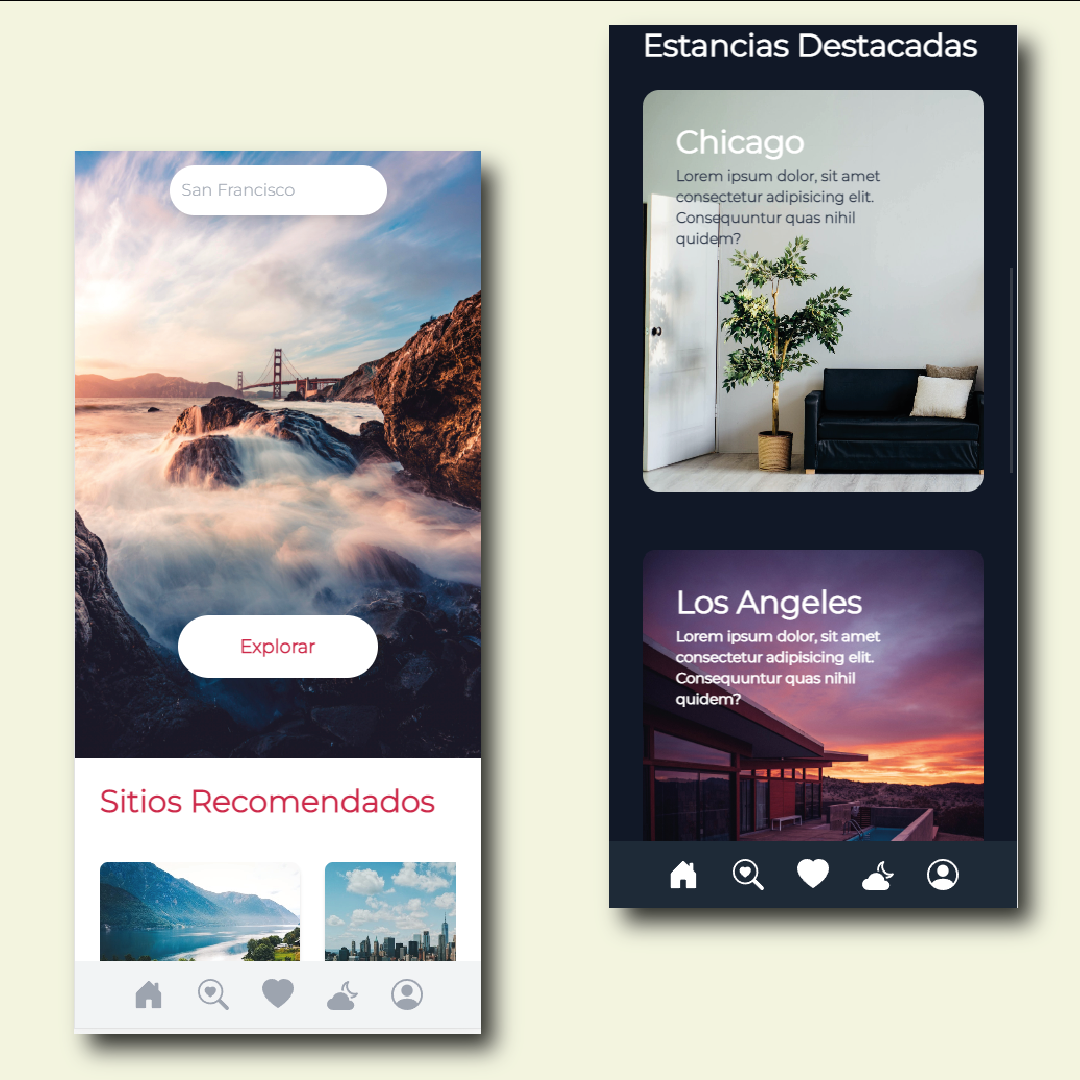 San Francisco
Explorar
Sitios Recomendados
Estancias Destacadas
Chicago
Lorem ipsum dolor, sit amet
consectetur adipisicing elit.
Consequuntur quas nihil
quidem?
Los Angeles
Lorem ipsum dolor, sit amet
consectetur adipisicing elit.
Consequuntur quas nihil
quidem?